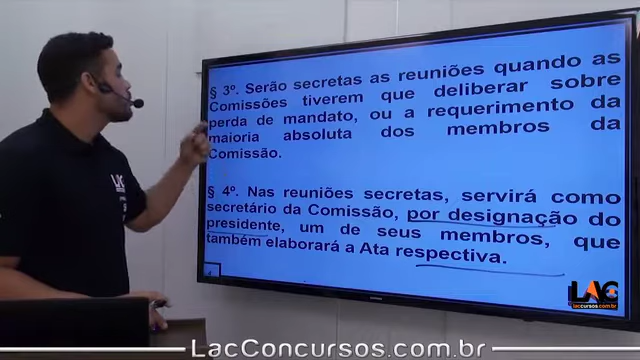 § 3º. Serão secretas as reuniões quando as
Comissões tiverem que deliberar sobre
perda de mandato, ou a requerimento da
maioria absoluta dos membros da
Comissão.
§ 4º. Nas reuniões secretas, servirá como
secretário da Comissão, por designação do
presidente, um de seus membros, que
também elaborará a Ata respectiva.
LAC
LAC
laccursos.com.br
LacConcursos.com.br